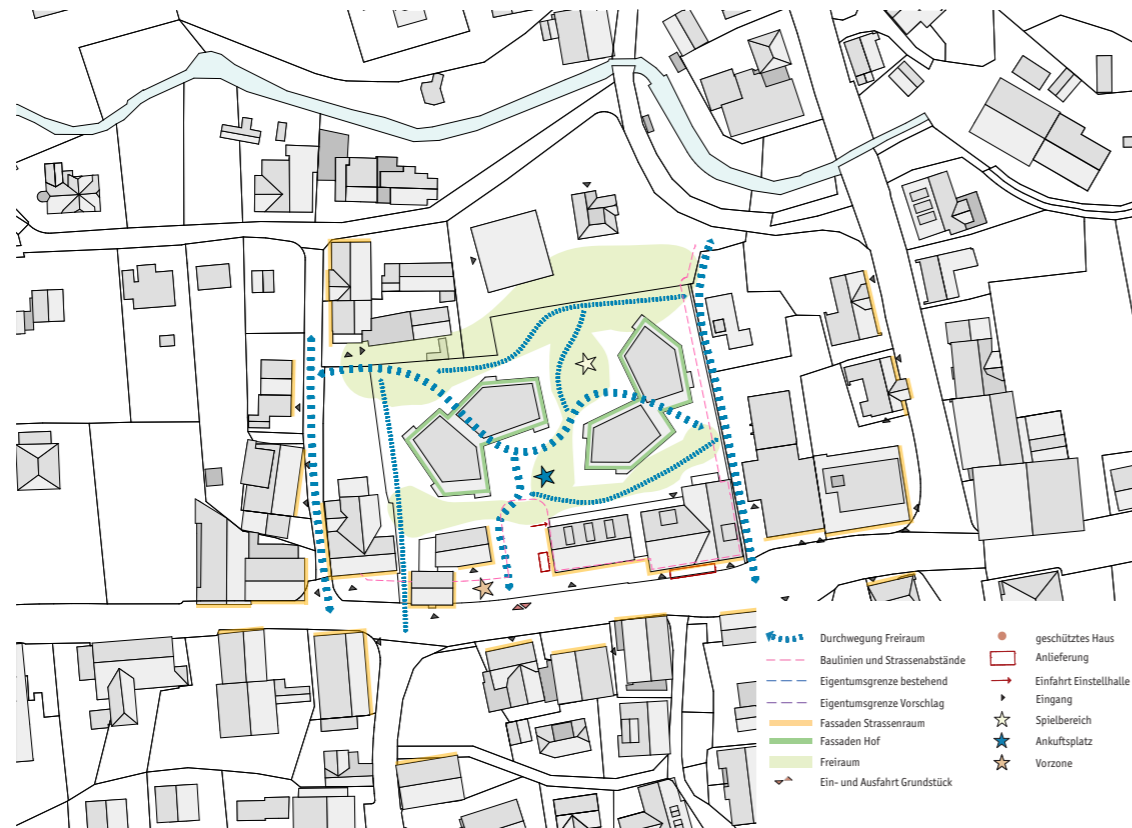 Durchwegung Freiraum
Baulinien und Strassenabstände
Eigentumsgrenze bestehend
Eigentumsgrenze Vorschlag
Fassaden Strassenraum
Fassaden Hof
Freiraum
Ein- und Ausfahrt Grundstück
geschütztes Haus
Anlieferung
Einfahrt Einstellhalle
Eingang
Spielbereich
Ankuftsplatz
Vorzone